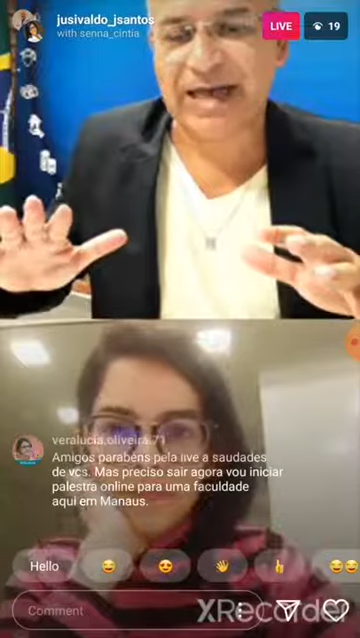 jusivaldo_jsantos
with senna_cintia
LIVE
19
veralucia.oliveira.71
Amigos parabéns pela live a saudades
de vcs. Mas preciso sair agora vou iniciar
palestra online para uma faculdade
aqui em Manaus.
Hello
Comment
XRecorder